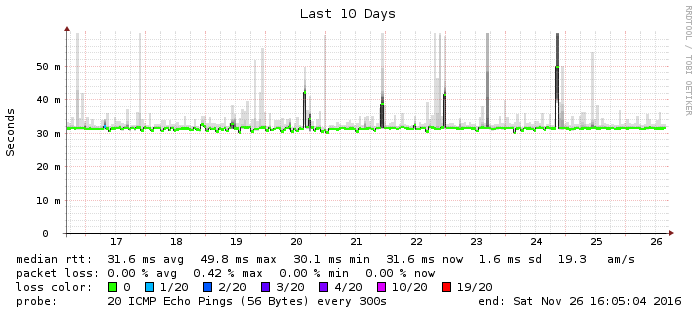 Last 10 Days
RRDTOOL / TOBI OETIKER
Seconds
50 m
40 m
30 m
20 m
10 m
0
17 18 19 20 21 22 23 24 25 26
median rtt: 31.6 ms avg 49.8 ms max 30.1 ms min 31.6 ms now 1.6 ms sd 19.3 am/s
packet loss: 0.00 % avg 0.42 % max 0.00 % min 0.00 % now
loss color: 0 1/20 2/20 3/20 4/20 10/20 19/20
probe: 20 ICMP Echo Pings (56 Bytes) every 300s end: Sat Nov 26 16:05:04 2016